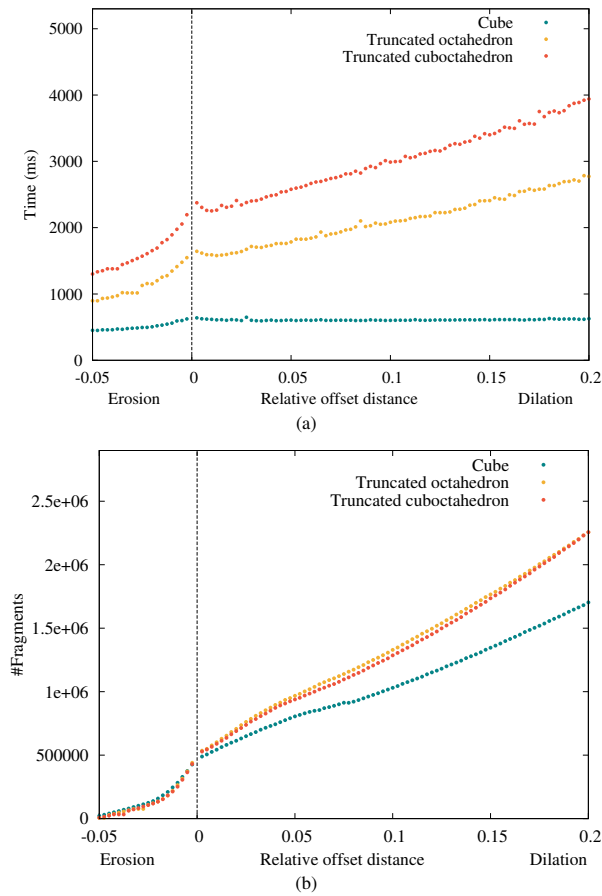 5000
Cube
Truncated octahedron
Truncated cuboctahedron
4000
3000
Time (ms)
2000
1000
0
-0.05 0 0.05 0.1 0.15 0.2
Erosion Relative offset distance Dilation
(a)
Cube
Truncated octahedron
2.5e+06 Truncated cuboctahedron
2e+06
1.5e+06
#Fragments
1e+06
500000
0
-0.05 0 0.05 0.1 0.15 0.2
Erosion Relative offset distance Dilation
(b)